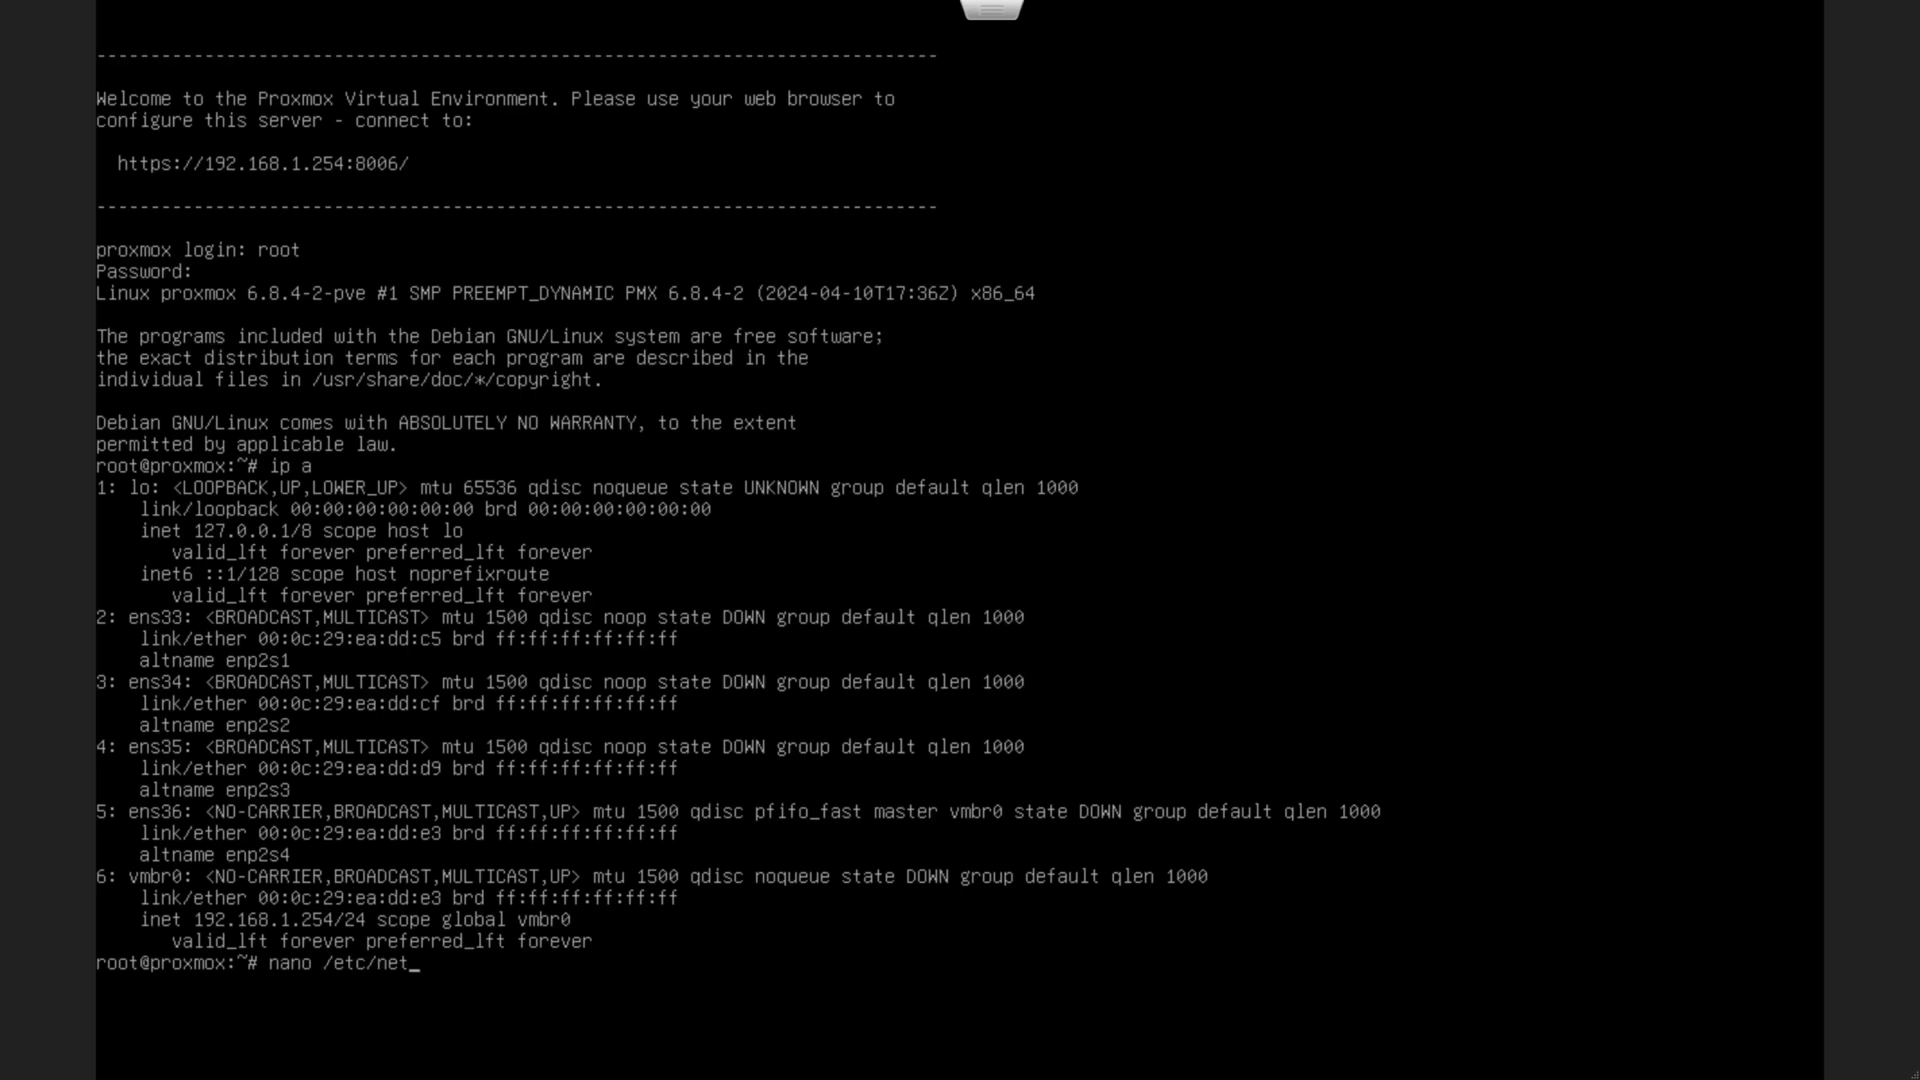 ------------------------------------------------------------------------------
Welcome to the Proxmox Virtual Environment. Please use your web browser to
configure this server - connect to:
https://192.168.1.254:8006/
------------------------------------------------------------------------------
proxmox login: root
Password:
Linux proxmox 6.8.4-2-pve #1 SMP PREEMPT_DYNAMIC PMX 6.8.4-2 (2024-04-10T17:36Z) x86_64
The programs included with the Debian GNU/Linux system are free software;
the exact distribution terms for each program are described in the
individual files in /usr/share/doc/*/copyright.
Debian GNU/Linux comes with ABSOLUTELY NO WARRANTY, to the extent
permitted by applicable law.
root@proxmox:~# ip a
1: lo: <LOOPBACK,UP,LOWER_UP> mtu 65536 qdisc noqueue state UNKNOWN group default qlen 1000
link/loopback 00:00:00:00:00:00 brd 00:00:00:00:00:00
inet 127.0.0.1/8 scope host lo
valid_lft forever preferred_lft forever
inet6 ::1/128 scope host noprefixroute
valid_lft forever preferred_lft forever
2: ens33: <BROADCAST,MULTICAST> mtu 1500 qdisc noop state DOWN group default qlen 1000
link/ether 00:0c:29:ea:dd:c5 brd ff:ff:ff:ff:ff:ff
altname enp2s1
3: ens34: <BROADCAST,MULTICAST> mtu 1500 qdisc noop state DOWN group default qlen 1000
link/ether 00:0c:29:ea:dd:cf brd ff:ff:ff:ff:ff:ff
altname enp2s2
4: ens35: <BROADCAST,MULTICAST> mtu 1500 qdisc noop state DOWN group default qlen 1000
link/ether 00:0c:29:ea:dd:d9 brd ff:ff:ff:ff:ff:ff
altname enp2s3
5: ens36: <NO-CARRIER,BROADCAST,MULTICAST,UP> mtu 1500 qdisc pfifo_fast master vmbr0 state DOWN group default qlen 1000
link/ether 00:0c:29:ea:dd:e3 brd ff:ff:ff:ff:ff:ff
altname enp2s4
6: vmbr0: <NO-CARRIER,BROADCAST,MULTICAST,UP> mtu 1500 qdisc noqueue state DOWN group default qlen 1000
link/ether 00:0c:29:ea:dd:e3 brd ff:ff:ff:ff:ff:ff
inet 192.168.1.254/24 scope global vmbr0
valid_lft forever preferred_lft forever
root@proxmox:~# nano /etc/net_